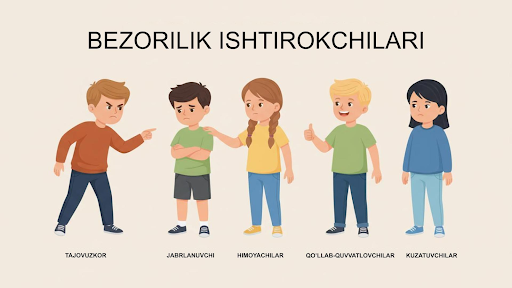 BEZORILIK ISHTIROKCHILARI
TAJOVUZKOR JABRLANUVCHI HIMOYACHILAR QO'LLAB-QUVVATLOVCHILAR KUZATUVCHILAR